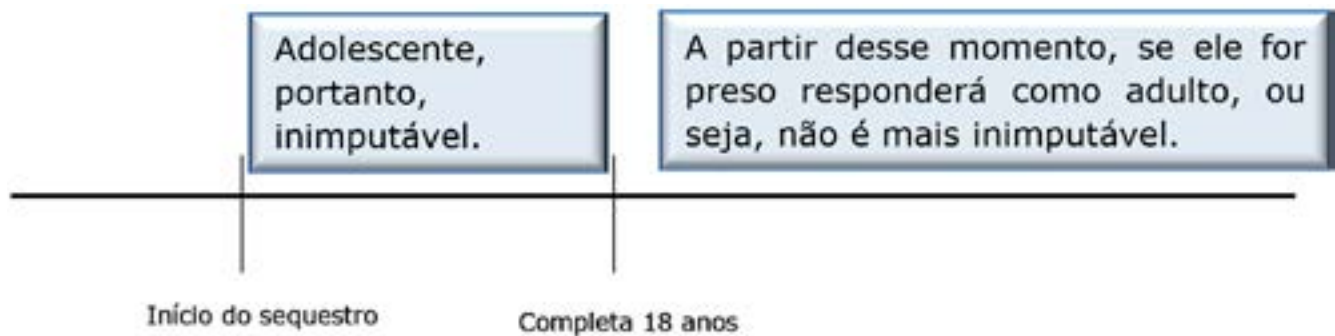 Adolescente,
portanto,
inimputável.
A partir desse momento, se ele for
preso responderá como adulto, ou
seja, não é mais inimputável.
Início do sequestro
Completa 18 anos